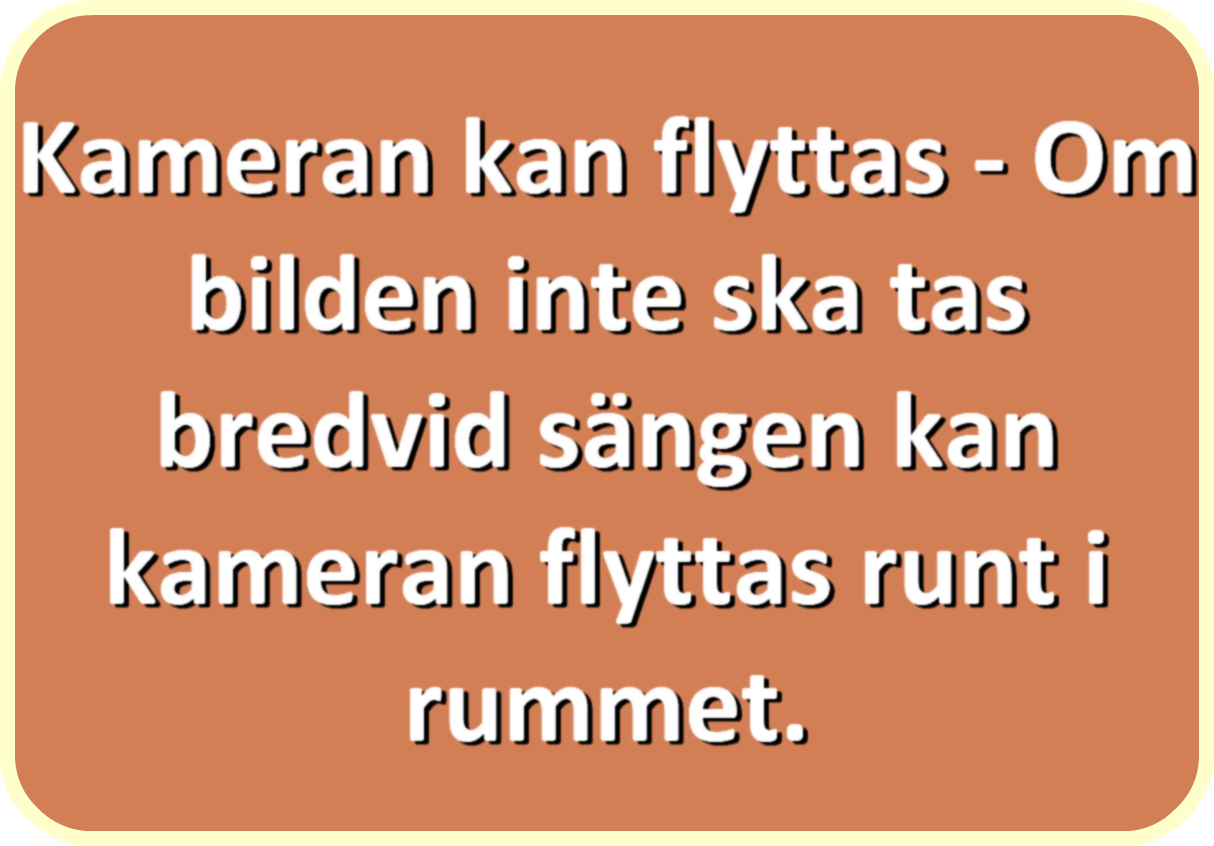 Kameran kan flyttas - Om
bilden inte ska tas
bredvid sängen kan
kameran flyttas runt i
rummet.